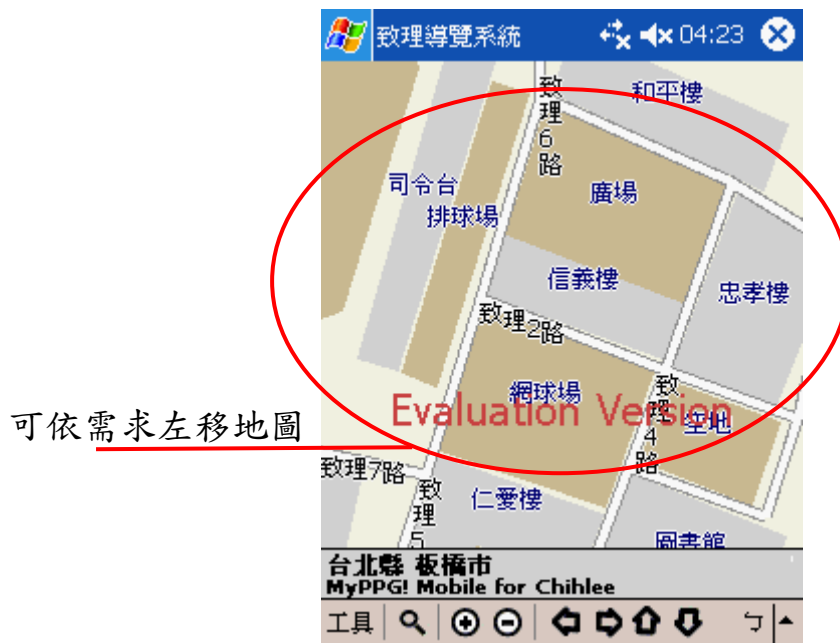 致理導覽系統 04:23
致理6路
和平樓
司令台
排球場
廣場
信義樓
忠孝樓
致理2路
網球場
致理4路
Evaluation Version
空地
可依需求左移地圖
致理7路
致理5
仁愛樓
圖書館
台北縣 板橋市
MyPPG! Mobile for Chihlee
工具
ㄅ